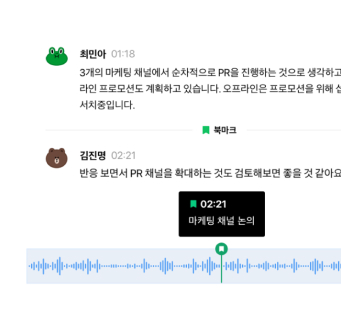 최민아 01:18
3개의 마케팅 채널에서 순차적으로 PR을 진행하는 것으로 생각하고
라인 프로모션도 계획하고 있습니다. 오프라인은 프로모션을 위해 섭
서치중입니다.
북마크
김진명 02:21
반응 보면서 PR 채널을 확대하는 것도 검토해보면 좋을 것 같아요
02:21
마케팅 채널 논의